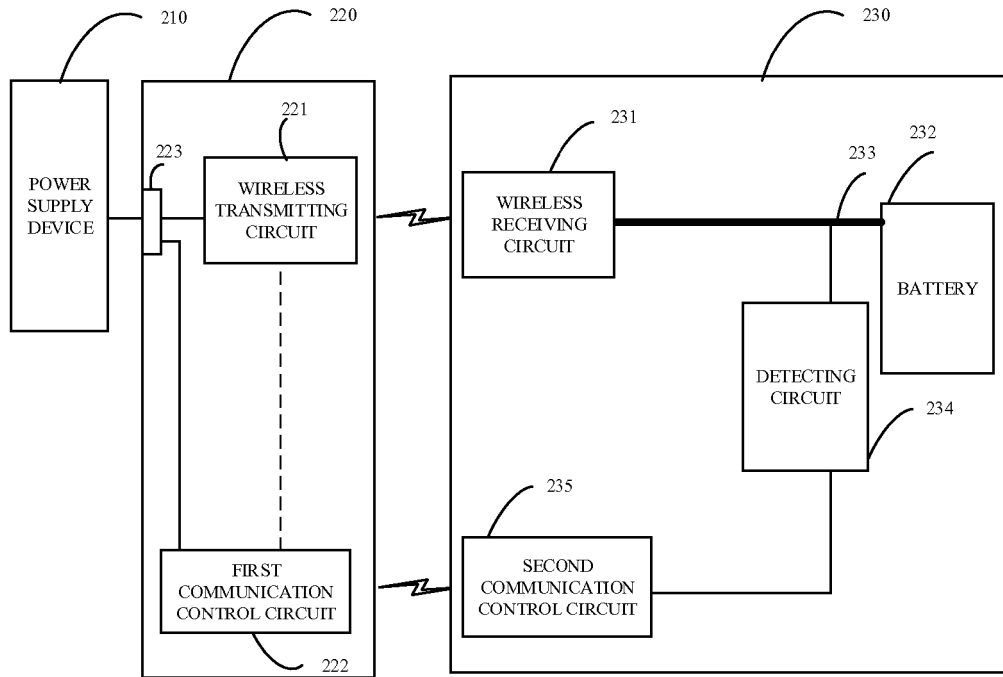 210
220
230
221
223
POWER
SUPPLY
DEVICE
WIRELESS
TRANSMITTING
CIRCUIT
231
WIRELESS
RECEIVING
CIRCUIT
233
232
BATTERY
DETECTING
CIRCUIT
234
235
FIRST
COMMUNICATION
CONTROL CIRCUIT
222
SECOND
COMMUNICATION
CONTROL CIRCUIT